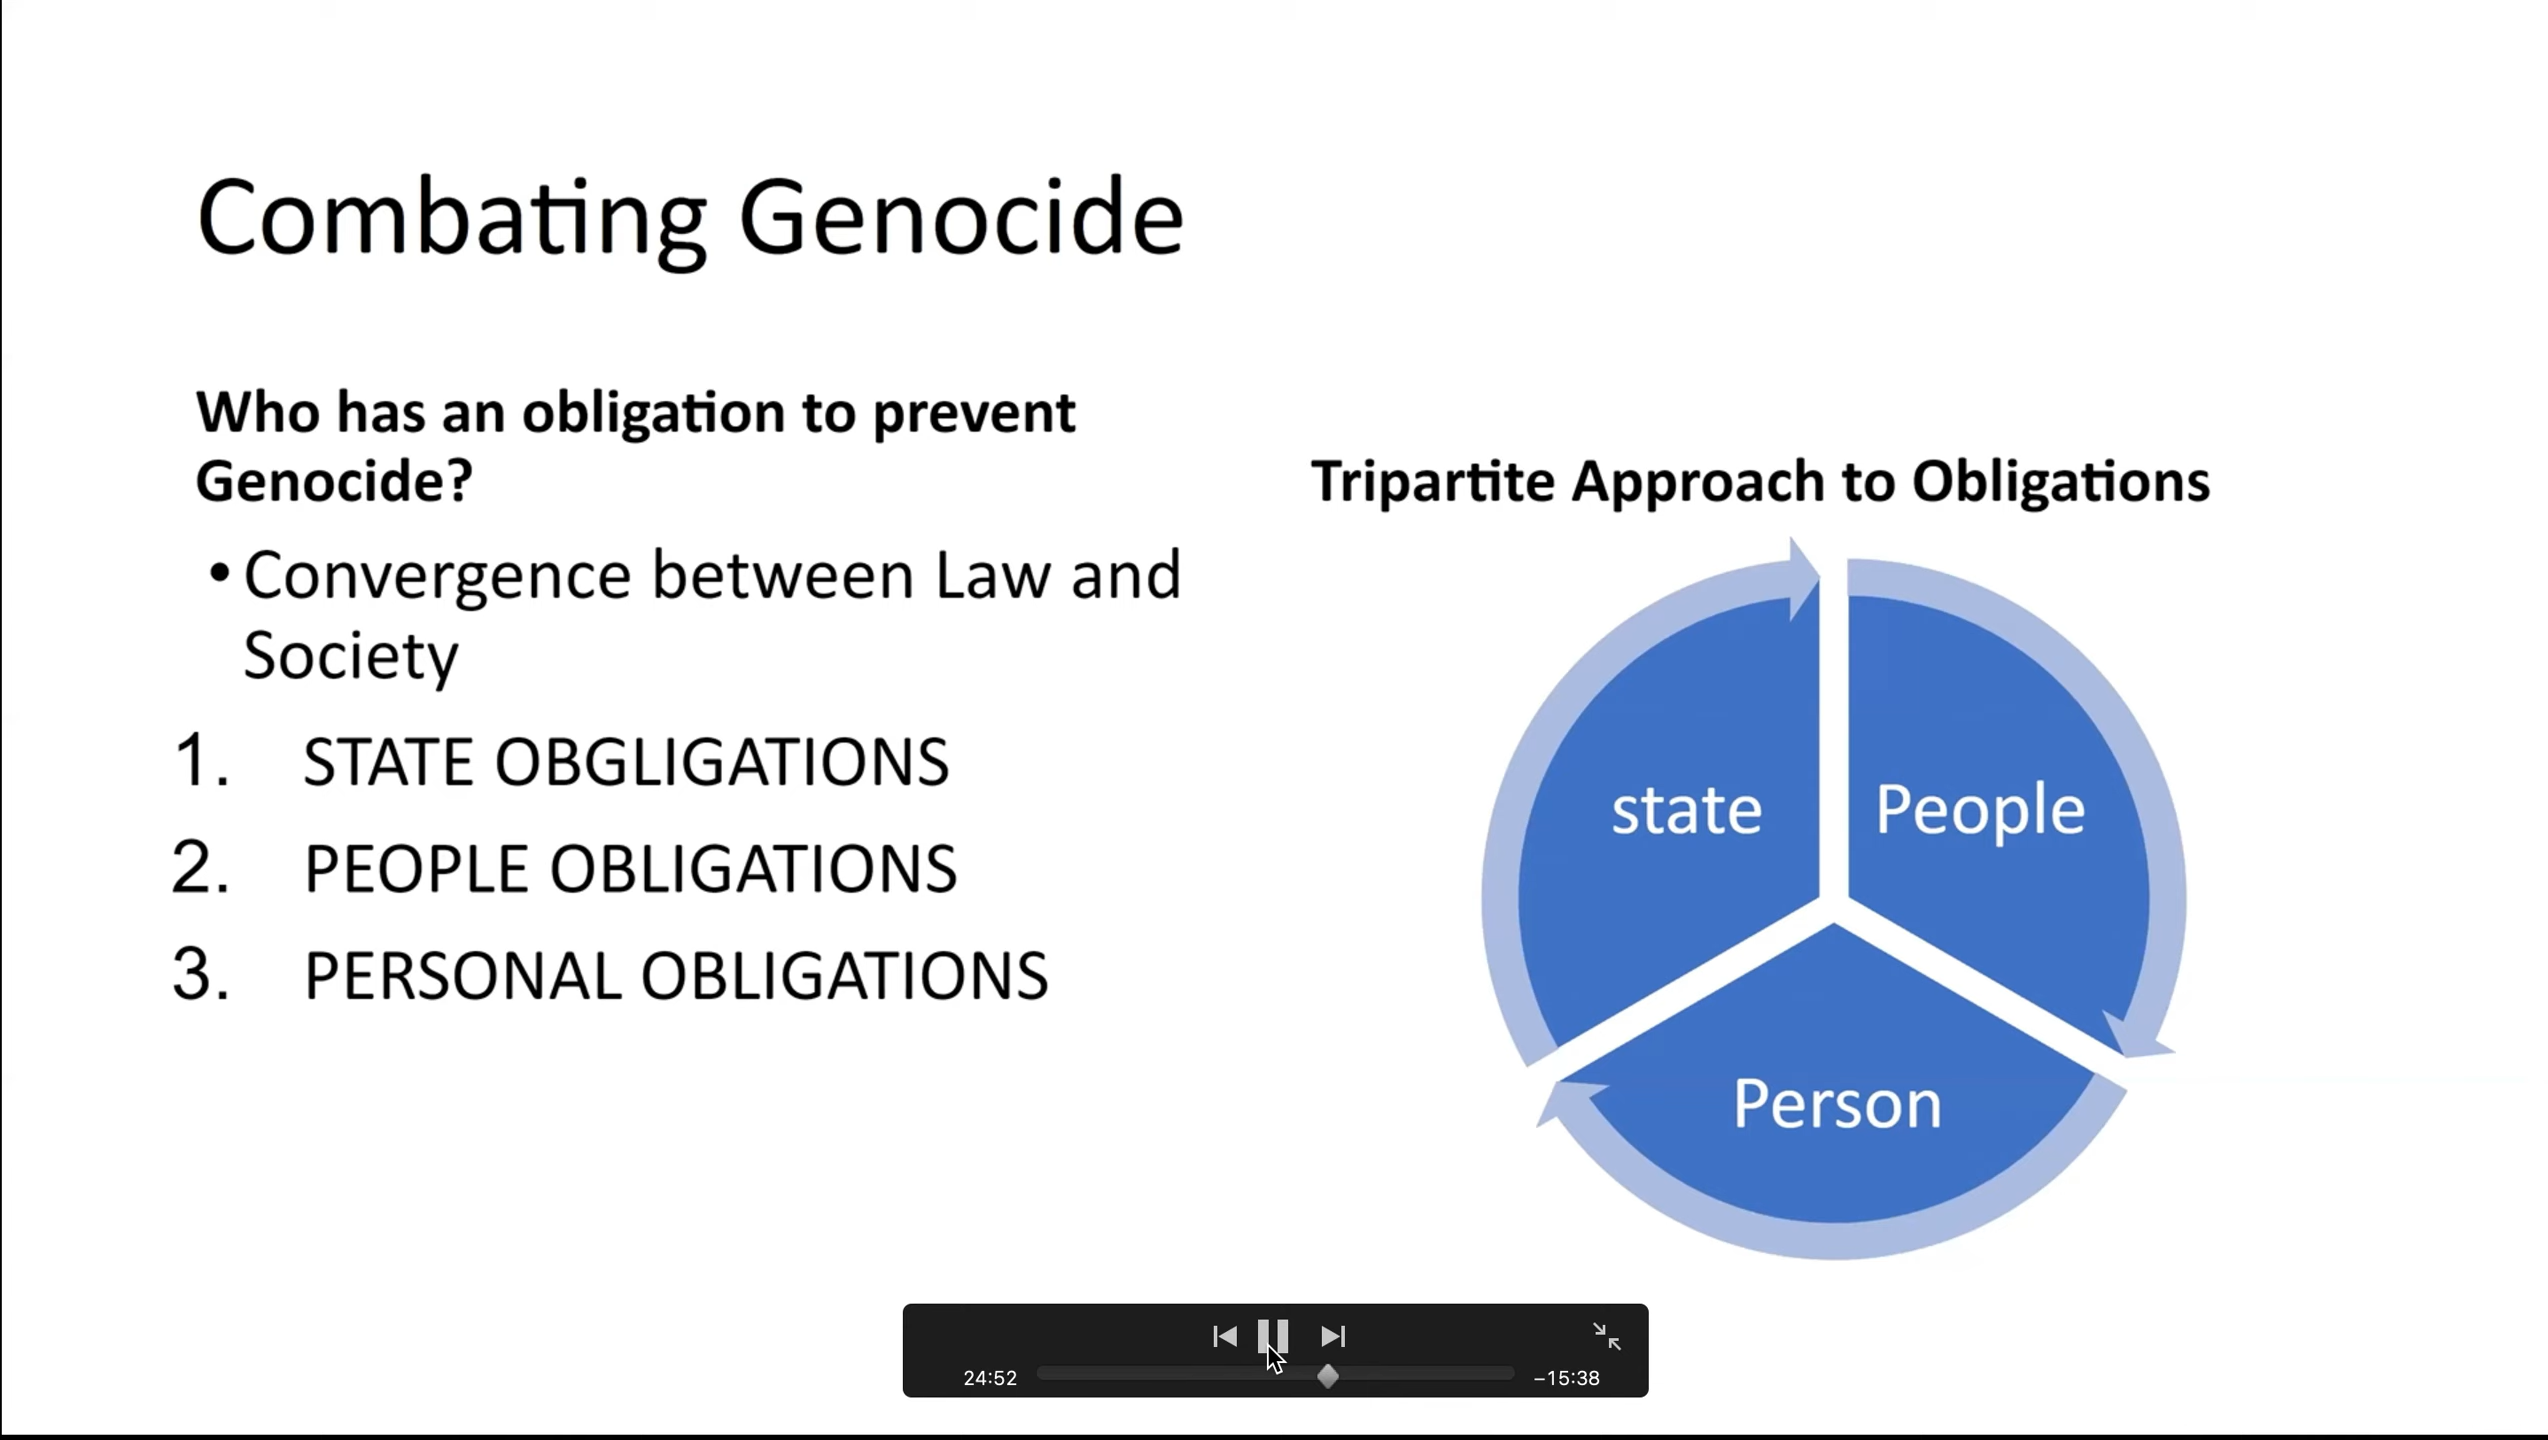 Combating Genocide
Who has an obligation to prevent
Genocide?
• Convergence between Law and
Society
1. STATE OBGLIGATIONS
2. PEOPLE OBLIGATIONS
3. PERSONAL OBLIGATIONS
Tripartite Approach to Obligations
state
People
Person
24:52
−15:38